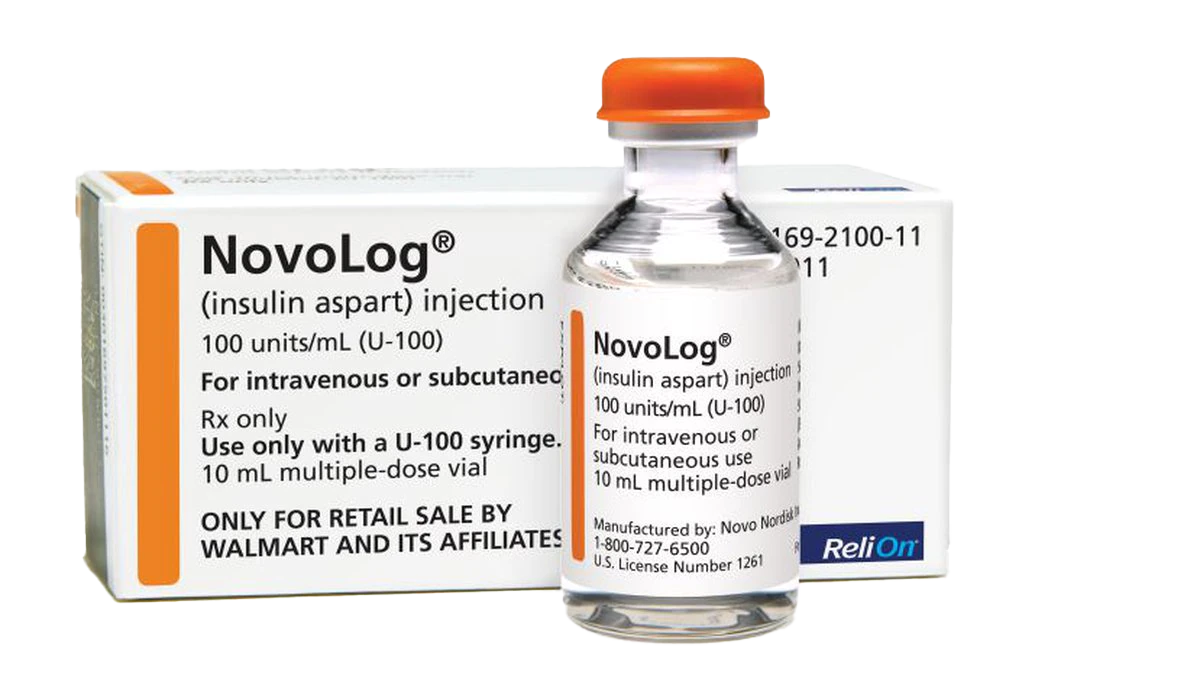 NovoLog®
(insulin aspart) injection
100 units/mL (U-100)
For intravenous or
Rx only
Use only with a U-100 syringe.
10 mL multiple-dose vial
ONLY FOR RETAIL SALE BY
WALMART AND ITS AFFILIATES
169-2100-11
911
ReliOn
NovoLog®
(insulin aspart) injection
100 units/mL (U-100)
For intravenous or
subcutaneous use
10 mL multiple-dose vial
Manufactured by: Novo Nordisk
1-800-727-6500
U.S. License Number 1261